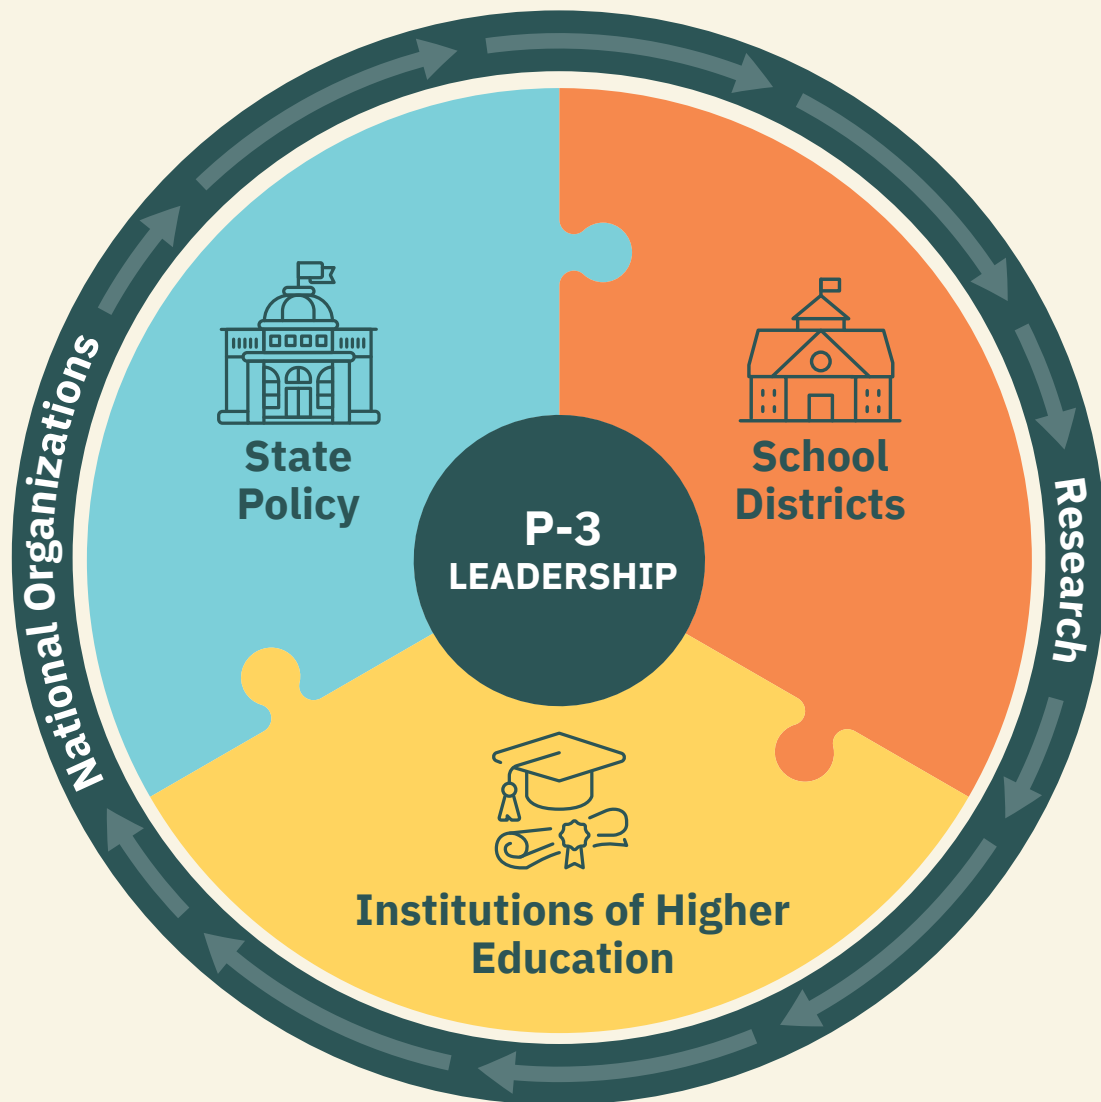 National Organizations
State
Policy
School
Districts
P-3
LEADERSHIP
Research
Institutions of Higher
Education